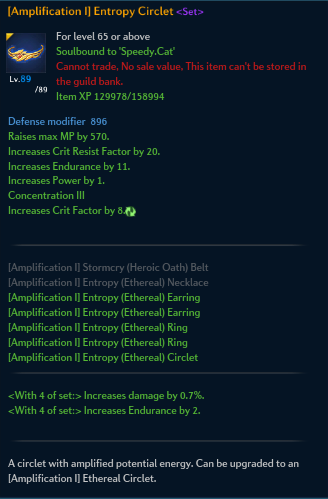 [Amplification I] Entropy Circlet <Set>
For level 65 or above
Soulbound to 'Speedy.Cat'
Cannot trade. No sale value. This item can't be stored in
the guild bank.
Item XP 129978/158994
Lv.89
/89
Defense modifier 896
Raises max MP by 570.
Increases Crit Resist Factor by 20.
Increases Endurance by 11.
Increases Power by 1.
Concentration III
Increases Crit Factor by 8.
[Amplification I] Stormcry (Heroic Oath) Belt
[Amplification I] Entropy (Ethereal) Necklace
[Amplification I] Entropy (Ethereal) Earring
[Amplification I] Entropy (Ethereal) Earring
[Amplification I] Entropy (Ethereal) Ring
[Amplification I] Entropy (Ethereal) Ring
[Amplification I] Entropy (Ethereal) Circlet
<With 4 of set:> Increases damage by 0.7%.
<With 4 of set:> Increases Endurance by 2.
A circlet with amplified potential energy. Can be upgraded to an
[Amplification I] Ethereal Circlet.